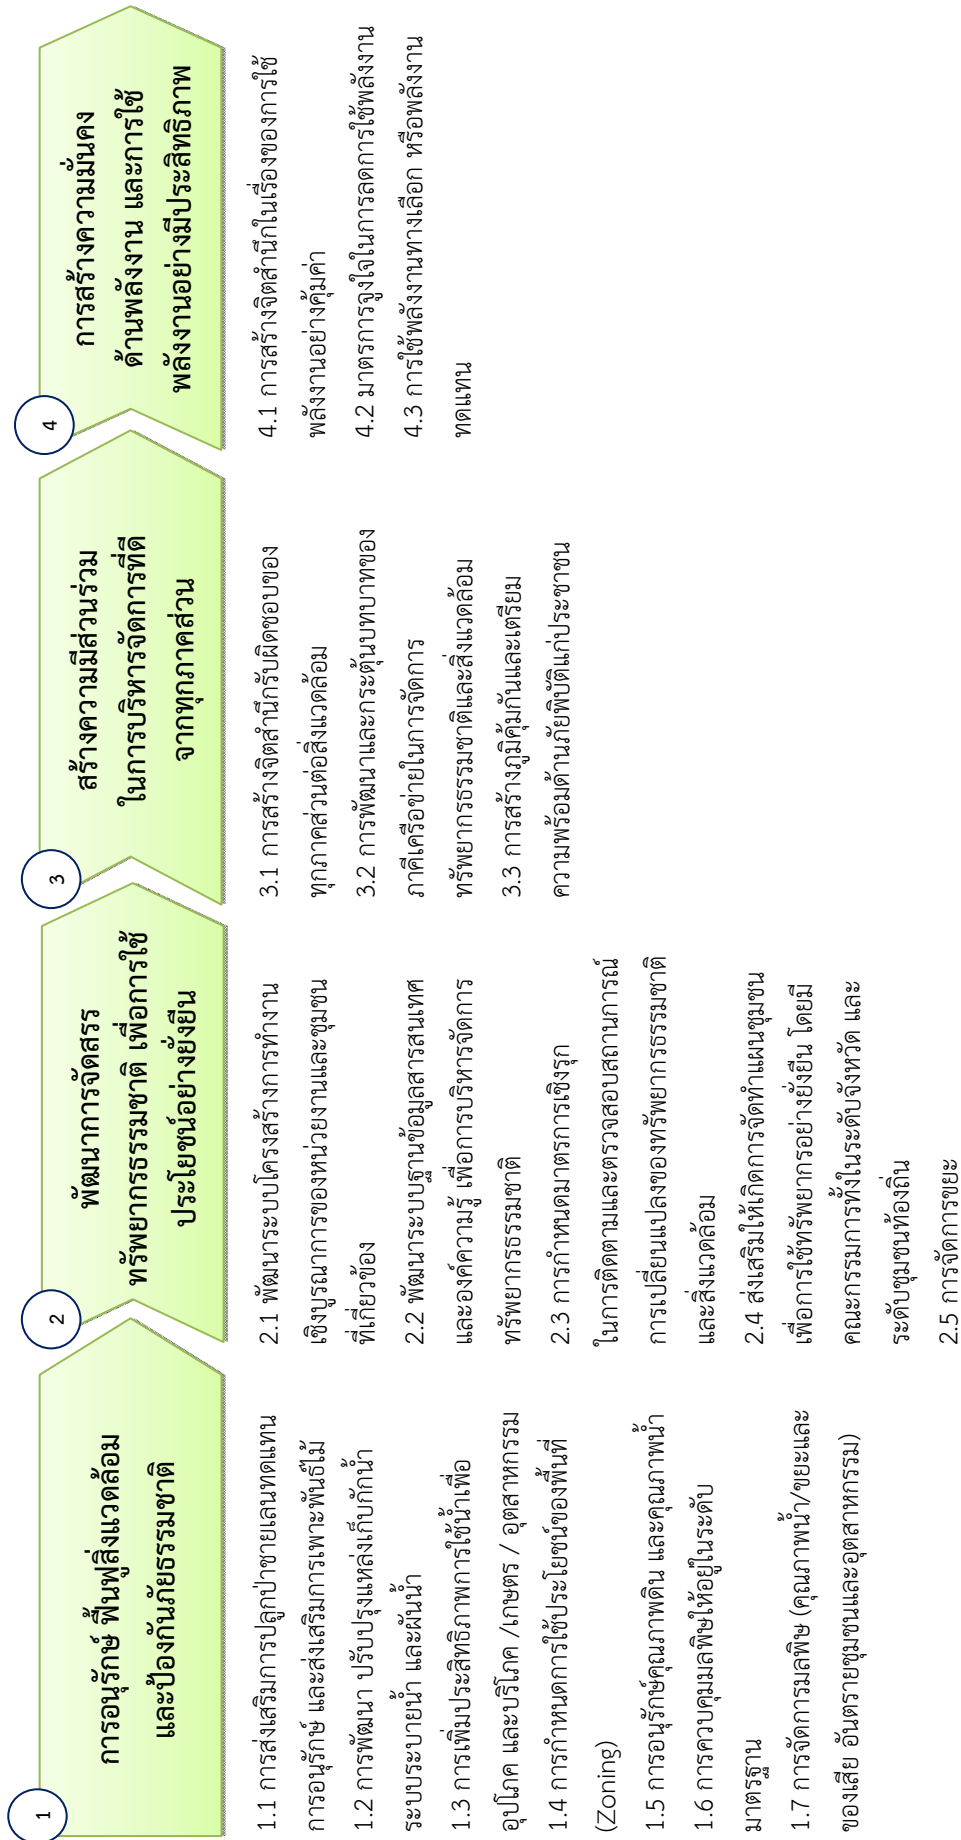 1
การอนุรักษ์ ฟื้นฟูสิ่งแวดล้อม
และป้องกันภัยธรรมชาติ
1.1 การส่งเสริมการปลูกป่าชายเลนทดแทน
การอนุรักษ์ และส่งเสริมการเพาะพันธุ์ไม้
1.2 การพัฒนา ปรับปรุงแหล่งเก็บกักน้ำ
ระบบระบายน้ำ และผันน้ำ
1.3 การเพิ่มประสิทธิภาพการใช้น้ำเพื่อ
อุปโภค และบริโภค /เกษตร / อุตสาหกรรม
1.4 การกำหนดการใช้ประโยชน์ของพื้นที่
(Zoning)
1.5 การอนุรักษ์คุณภาพดิน และคุณภาพน้ำ
1.6 การควบคุมมลพิษให้อยู่ในระดับ
มาตรฐาน
1.7 การจัดการมลพิษ (คุณภาพน้ำ/ขยะและ
ของเสีย อันตรายชุมชนและอุตสาหกรรม)
2
พัฒนาการจัดสรร
ทรัพยากรธรรมชาติ เพื่อการใช้
ประโยชน์อย่างยั่งยืน
2.1 พัฒนาระบบโครงสร้างการทำงาน
เชิงบูรณาการของหน่วยงานและชุมชน
ที่เกี่ยวข้อง
2.2 พัฒนาระบบฐานข้อมูลสารสนเทศ
และองค์ความรู้ เพื่อการบริหารจัดการ
ทรัพยากรธรรมชาติ
2.3 การกำหนดมาตรการเชิงรุก
ในการติดตามและตรวจสอบสถานการณ์
การเปลี่ยนแปลงของทรัพยากรธรรมชาติ
และสิ่งแวดล้อม
2.4 ส่งเสริมให้เกิดการจัดทำแผนชุมชน
เพื่อการใช้ทรัพยากรอย่างยั่งยืน โดยมี
คณะกรรมการทั้งในระดับจังหวัด และ
ระดับชุมชนท้องถิ่น
2.5 การจัดการขยะ
3
สร้างความมีส่วนร่วม
ในการบริหารจัดการที่ดี
จากทุกภาคส่วน
3.1 การสร้างจิตสำนึกรับผิดชอบของ
ทุกภาคส่วนต่อสิ่งแวดล้อม
3.2 การพัฒนาและกระตุ้นบทบาทของ
ภาคีเครือข่ายในการจัดการ
ทรัพยากรธรรมชาติและสิ่งแวดล้อม
3.3 การสร้างภูมิคุ้มกันและเตรียม
ความพร้อมด้านภัยพิบัติแก่ประชาชน
4
การสร้างความมั่นคง
ด้านพลังงาน และการใช้
พลังงานอย่างมีประสิทธิภาพ
4.1 การสร้างจิตสำนึกในเรื่องของการใช้
พลังงานอย่างคุ้มค่า
4.2 มาตรการจูงใจในการลดการใช้พลังงาน
4.3 การใช้พลังงานทางเลือก หรือพลังงาน
ทดแทน